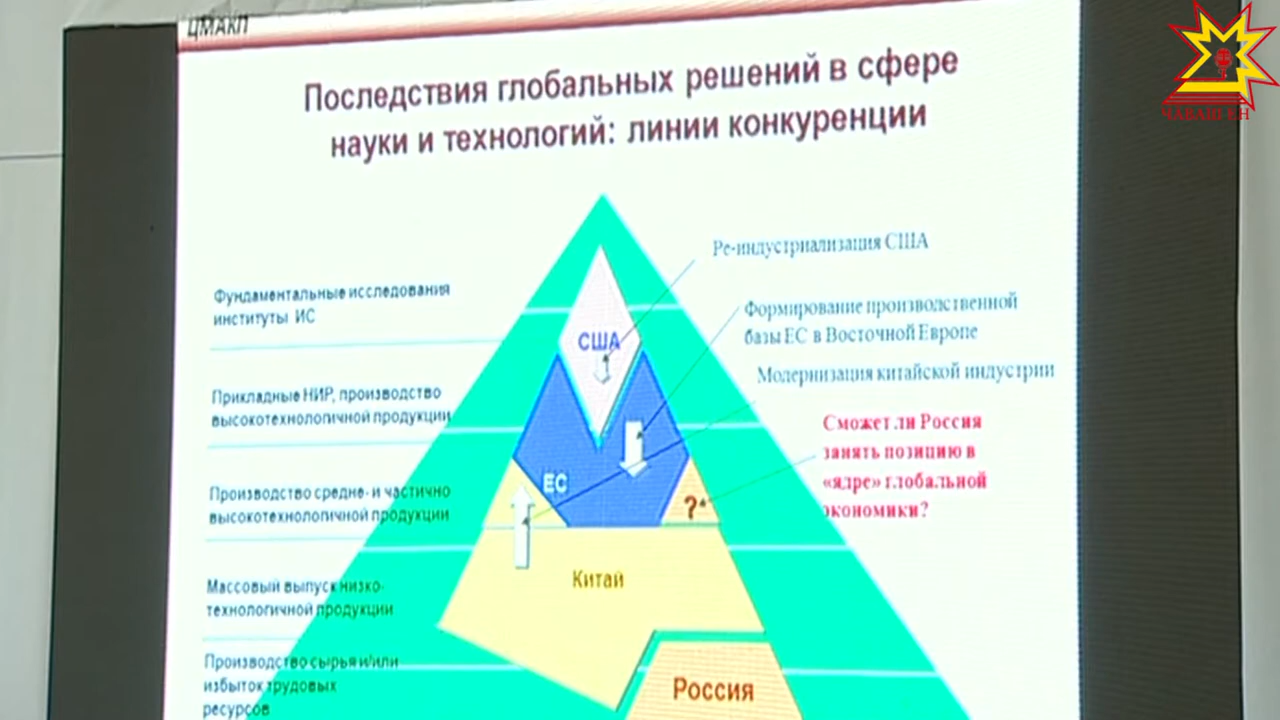 ЦМАКП
ЧАВАШ ЕН
Последствия глобальных решений в сфере
науки и технологий: линии конкуренции
Фундаментальные исследования
институты ИС
Прикладные НИР, производство
высокотехнологичной продукции
Производство средне- и частично
высокотехнологичной продукции
Массовый выпуск низко-
технологичной продукции
Производство сырья и/или
избыток трудовых
ресурсов
США
ЕС
?
Китай
Россия
Ре-индустриализация США
Формирование производственной
базы ЕС в Восточной Европе
Модернизация китайской индустрии
Сможет ли Россия
занять позицию в
«ядре» глобальной
экономики?